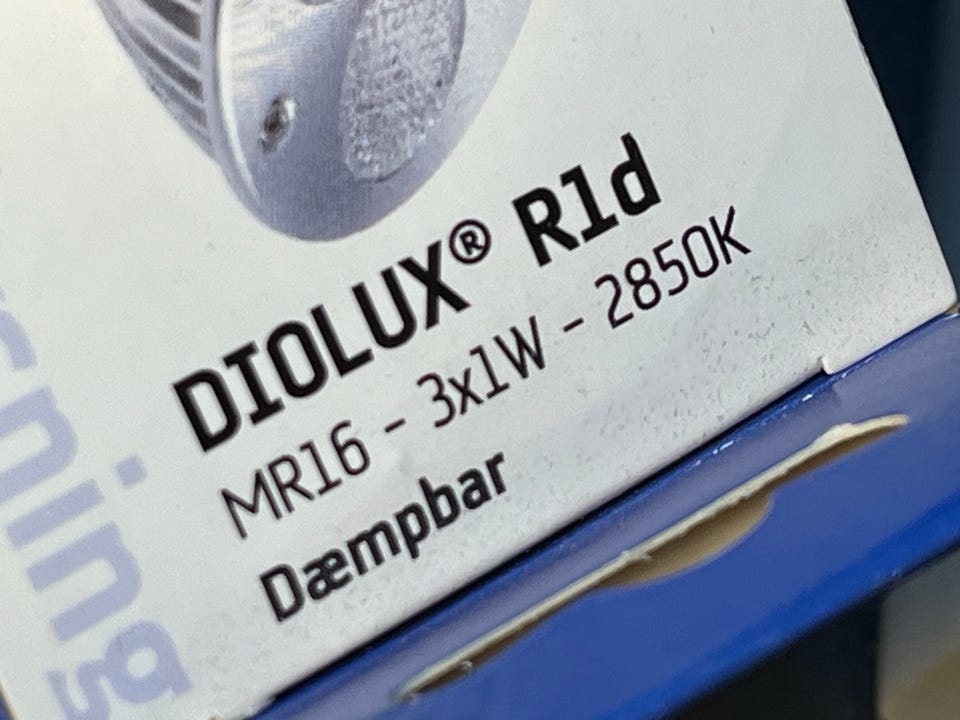 DIOLUX® R1d
MR16 - 3x1W - 2850K
Dæmpbar